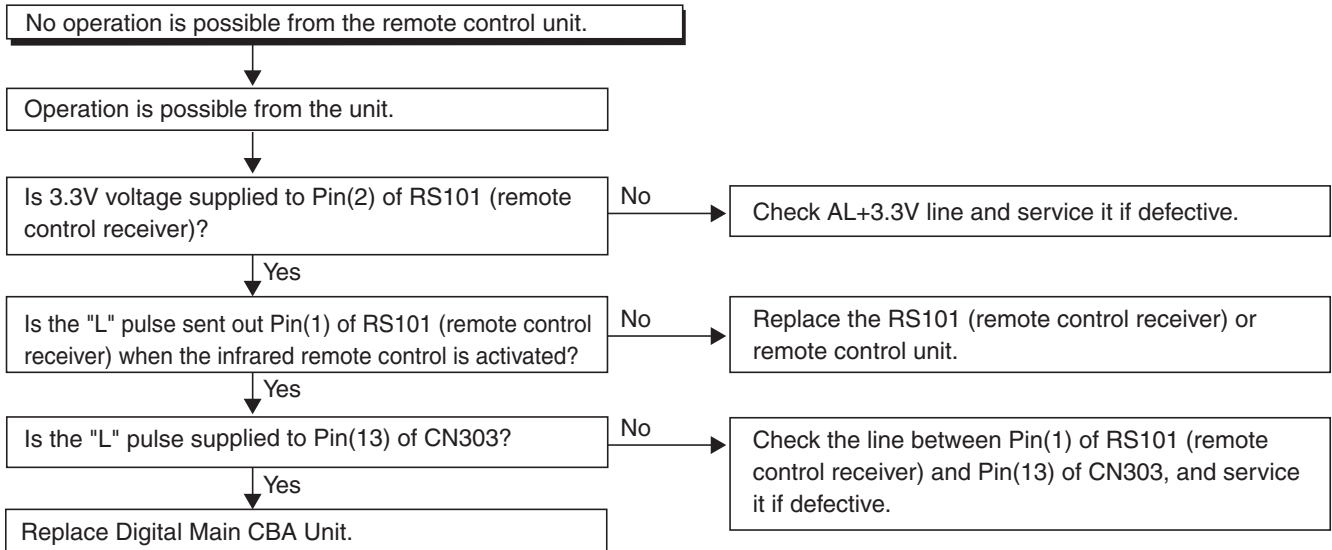 No operation is possible from the remote control unit.
Operation is possible from the unit.
Is 3.3V voltage supplied to Pin(2) of RS101 (remote
control receiver)?
No
Check AL+3.3V line and service it if defective.
Yes
Is the "L" pulse sent out Pin(1) of RS101 (remote control
receiver) when the infrared remote control is activated?
No
Replace the RS101 (remote control receiver) or
remote control unit.
Yes
Is the "L" pulse supplied to Pin(13) of CN303?
No
Check the line between Pin(1) of RS101 (remote
control receiver) and Pin(13) of CN303, and service
it if defective.
Yes
Replace Digital Main CBA Unit.